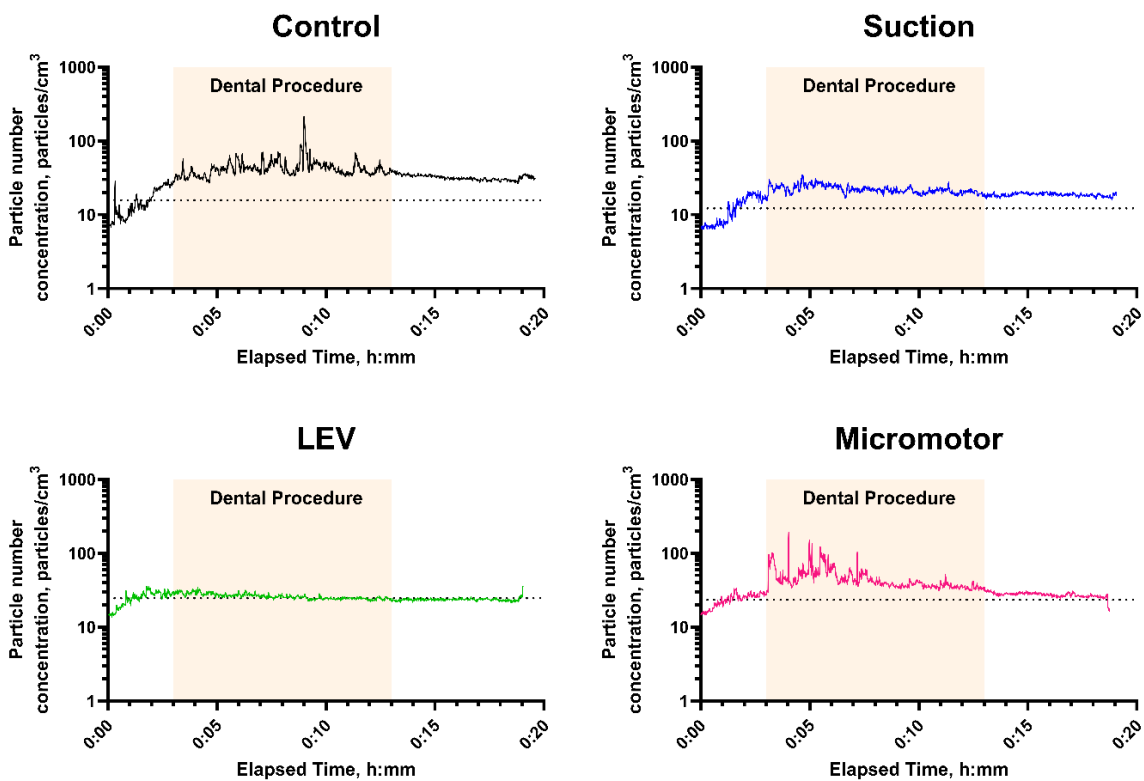 Control
Particle number
concentration, particles/cm³
1000
100
10
1
Dental Procedure
0:00
0:05
0:10
0:15
0:20
Elapsed Time, h:mm
Suction
Particle number
concentration, particles/cm³
1000
100
10
1
Dental Procedure
0:00
0:05
0:10
0:15
0:20
Elapsed Time, h:mm
LEV
Particle number
concentration, particles/cm³
1000
100
10
1
Dental Procedure
0:00
0:05
0:10
0:15
0:20
Elapsed Time, h:mm
Micromotor
Particle number
concentration, particles/cm³
1000
100
10
1
Dental Procedure
0:00
0:05
0:10
0:15
0:20
Elapsed Time, h:mm